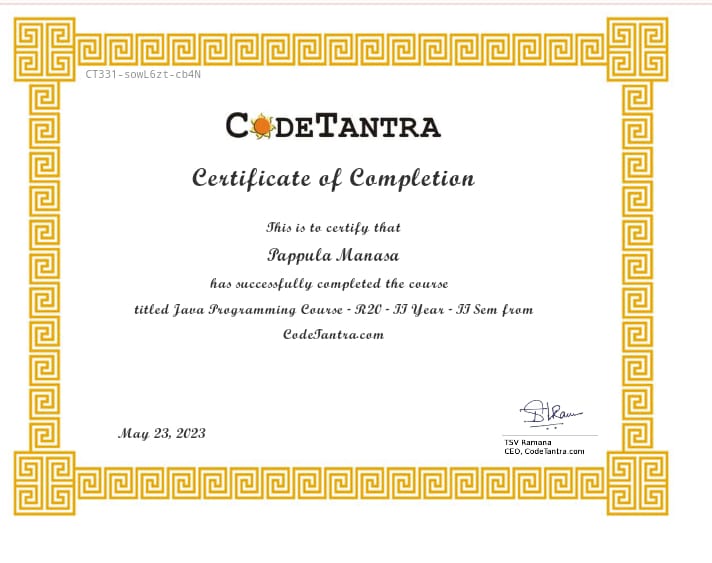 CT331-sowL6zt-cb4N
CODETANTRA
Certificate of Completion
This is to certify that
Pappula Manasa
has successfully completed the course
titled Java Programming Course - R20 - II Year - II Sem from
CodeTantra.com
May 23, 2023
TSV Ramana
CEO, CodeTantra.com